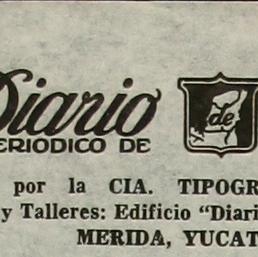 Diario de
ERIODICO DE
por la CIA. TIPOGR
y Talleres: Edificio “Diari
MERIDA, YUCAT